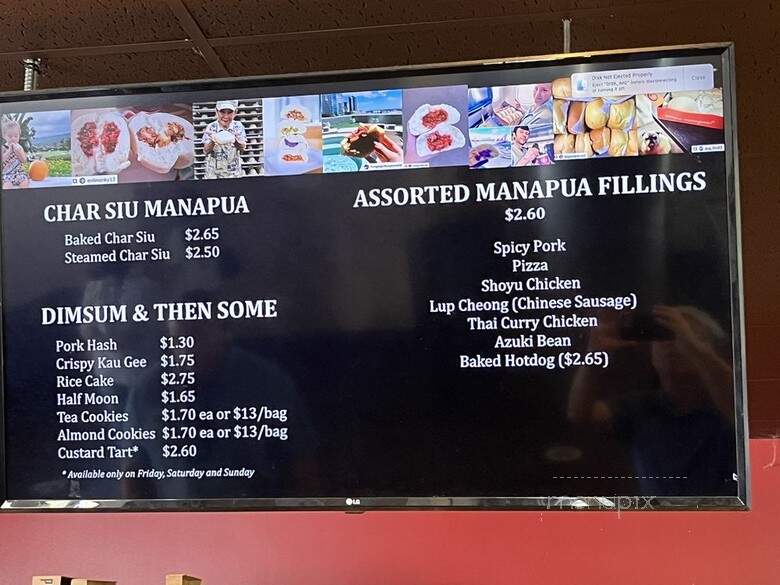 Disk Not Ejected Properly
Close
CHAR SIU MANAPUA
Baked Char Siu $2.65
Steamed Char Siu $2.50
DIMSUM & THEN SOME
Pork Hash $1.30
Crispy Kau Gee $1.75
Rice Cake $2.75
Half Moon $1.65
Tea Cookies $1.70 ea or $13/bag
Almond Cookies $1.70 ea or $13/bag
Custard Tart* $2.60
* Available only on Friday, Saturday and Sunday
ASSORTED MANAPUA FILLINGS
$2.60
Spicy Pork
Pizza
Shoyu Chicken
Lup Cheong (Chinese Sausage)
Thai Curry Chicken
Azuki Bean
Baked Hotdog ($2.65)
LG